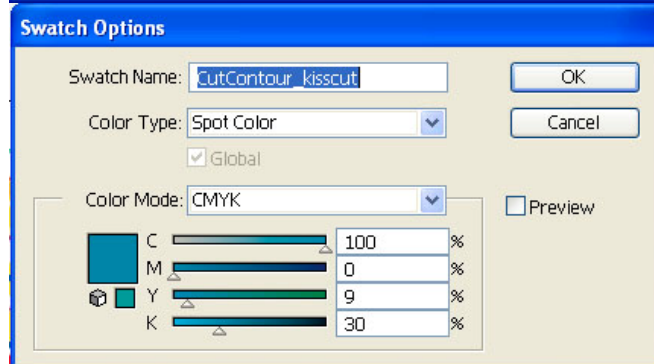 Swatch Options
Swatch Name: CutContour_kisscut
OK
Color Type: Spot Color
Cancel
Global
Color Mode: CMYK
Preview
C 100 %
M 0 %
Y 9 %
K 30 %